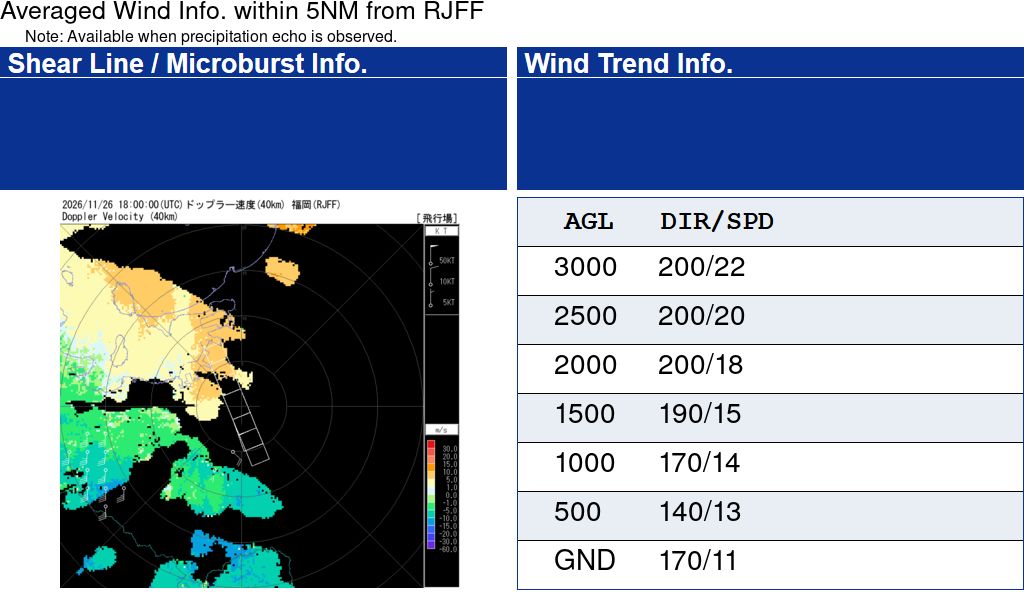 Averaged Wind Info. within 5NM from RJFF
Note: Available when precipitation echo is observed.
Shear Line / Microburst Info.
Wind Trend Info.
2026/11/26 18:00:00(UTC) ドップラー速度(40km) 福岡(RJFF)
Doppler Velocity (40km)
[飛行場]
KT
50KT
10KT
5KT
m/s
30.0
20.0
15.0
10.0
5.0
1.0
0.0
-1.0
-5.0
-10.0
-15.0
-20.0
-30.0
-60.0
AGL DIR/SPD
3000 200/22
2500 200/20
2000 200/18
1500 190/15
1000 170/14
500 140/13
GND 170/11